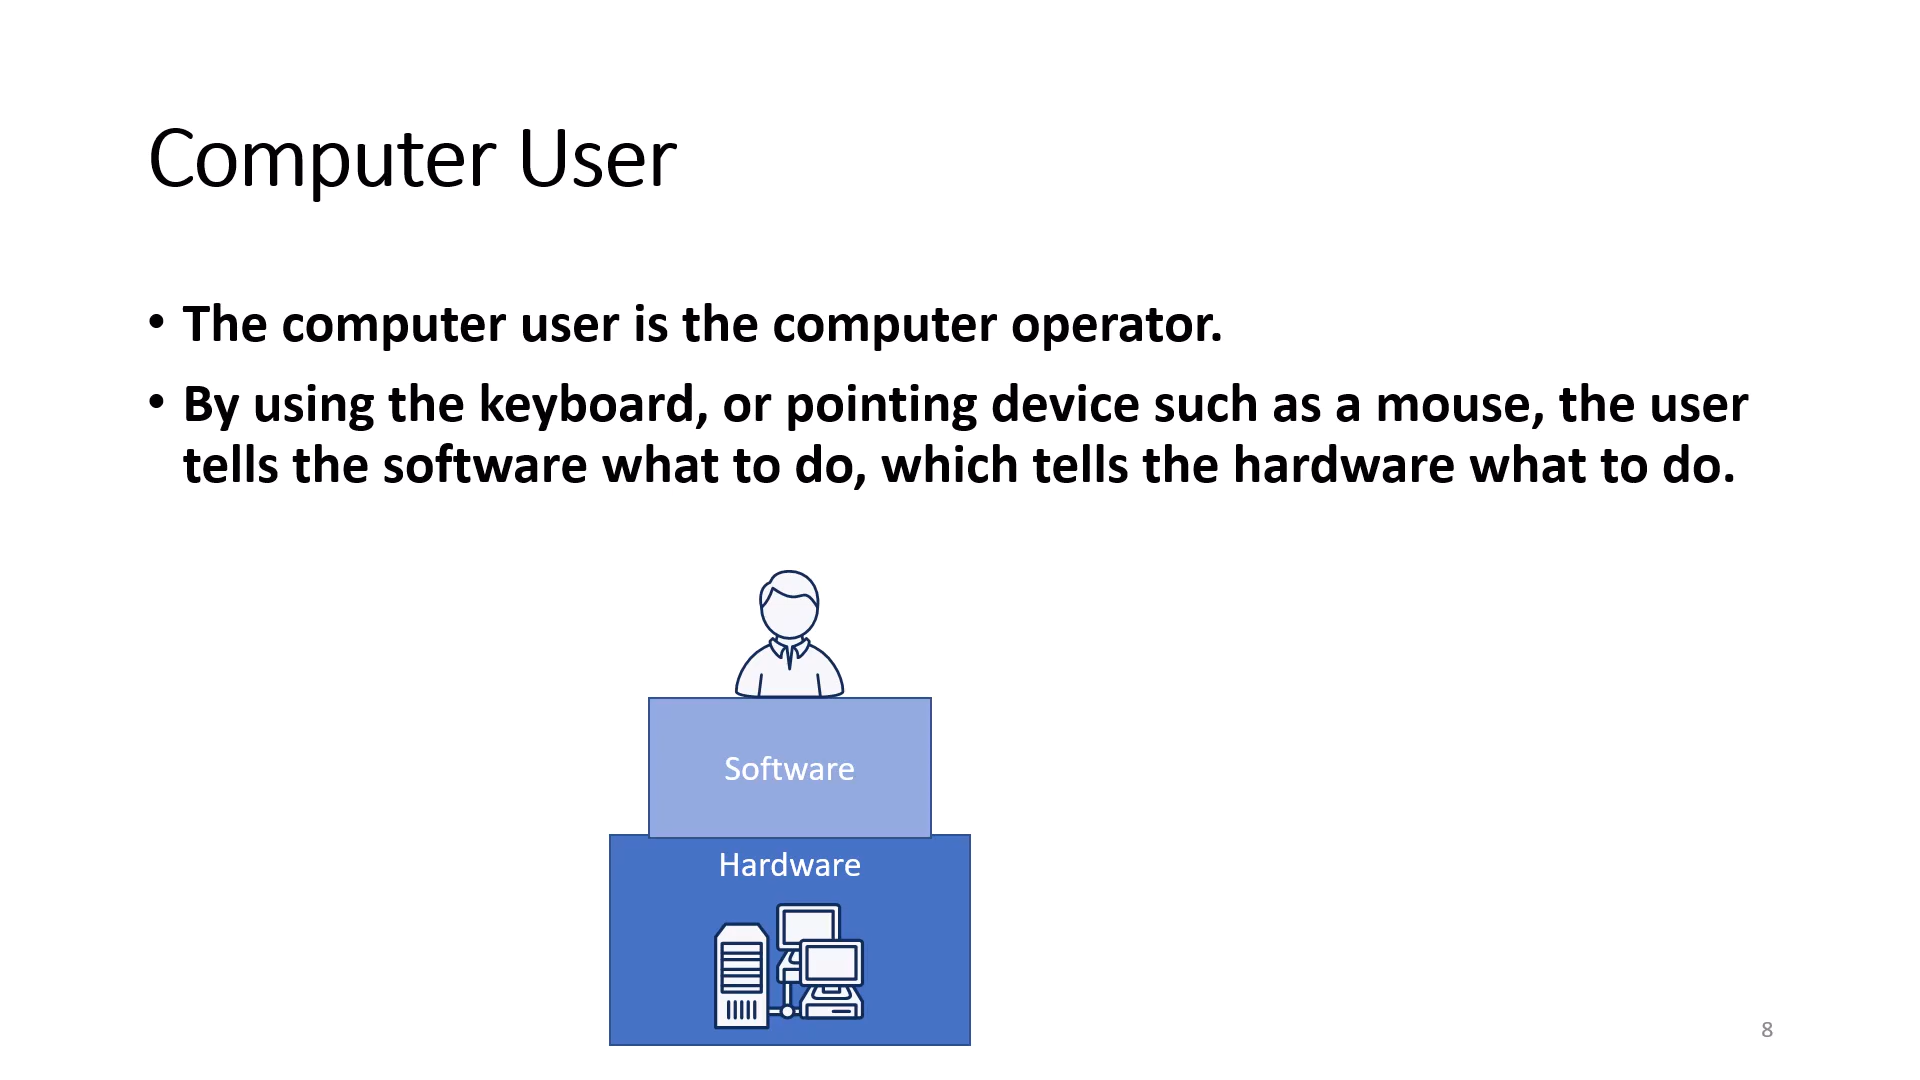 Computer User
• The computer user is the computer operator.
• By using the keyboard, or pointing device such as a mouse, the user
tells the software what to do, which tells the hardware what to do.
Software
Hardware
8